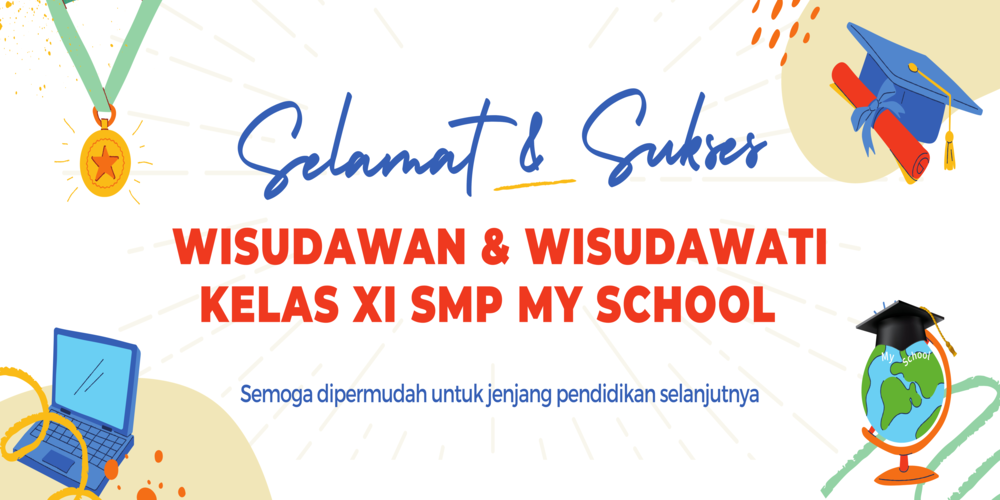 Selamat & Sukses
WISUDAWAN & WISUDAWATI
KELAS XI SMP MY SCHOOL
My School
Semoga dipermudah untuk jenjang pendidikan selanjutnya